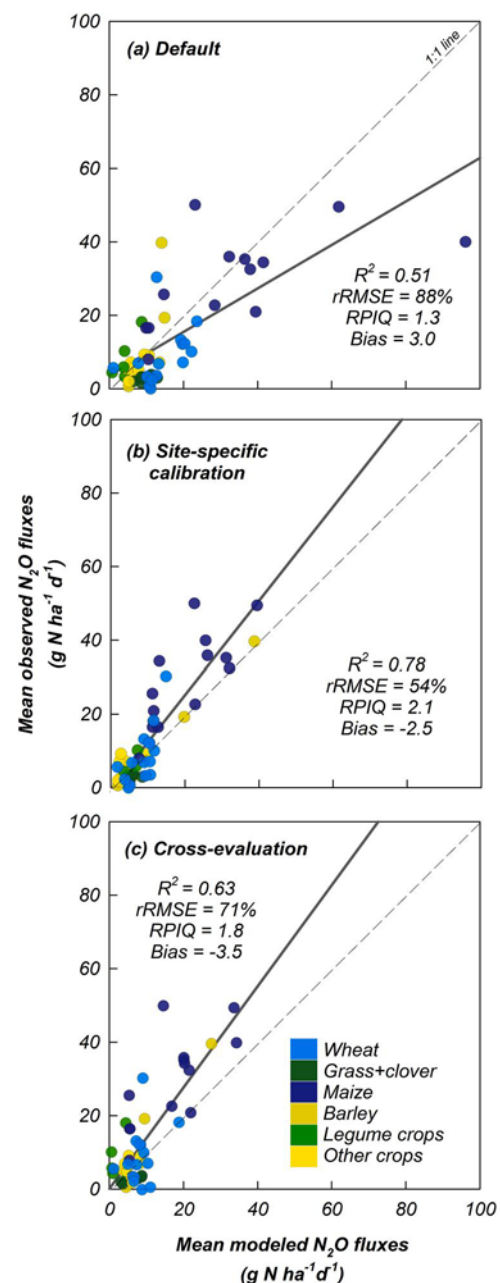 100
(a) Default
1:1 line
80
60
40
20
0
R² = 0.51
rRMSE = 88%
RPIQ = 1.3
Bias = 3.0
100
(b) Site-specific
calibration
80
60
40
20
0
R² = 0.78
rRMSE = 54%
RPIQ = 2.1
Bias = -2.5
Mean observed N₂O fluxes
(g N ha⁻¹ d⁻¹)
100
(c) Cross-evaluation
80
60
40
20
0
R² = 0.63
rRMSE = 71%
RPIQ = 1.8
Bias = -3.5
Wheat
Grass+clover
Maize
Barley
Legume crops
Other crops
0 20 40 60 80 100
Mean modeled N₂O fluxes
(g N ha⁻¹d⁻¹)